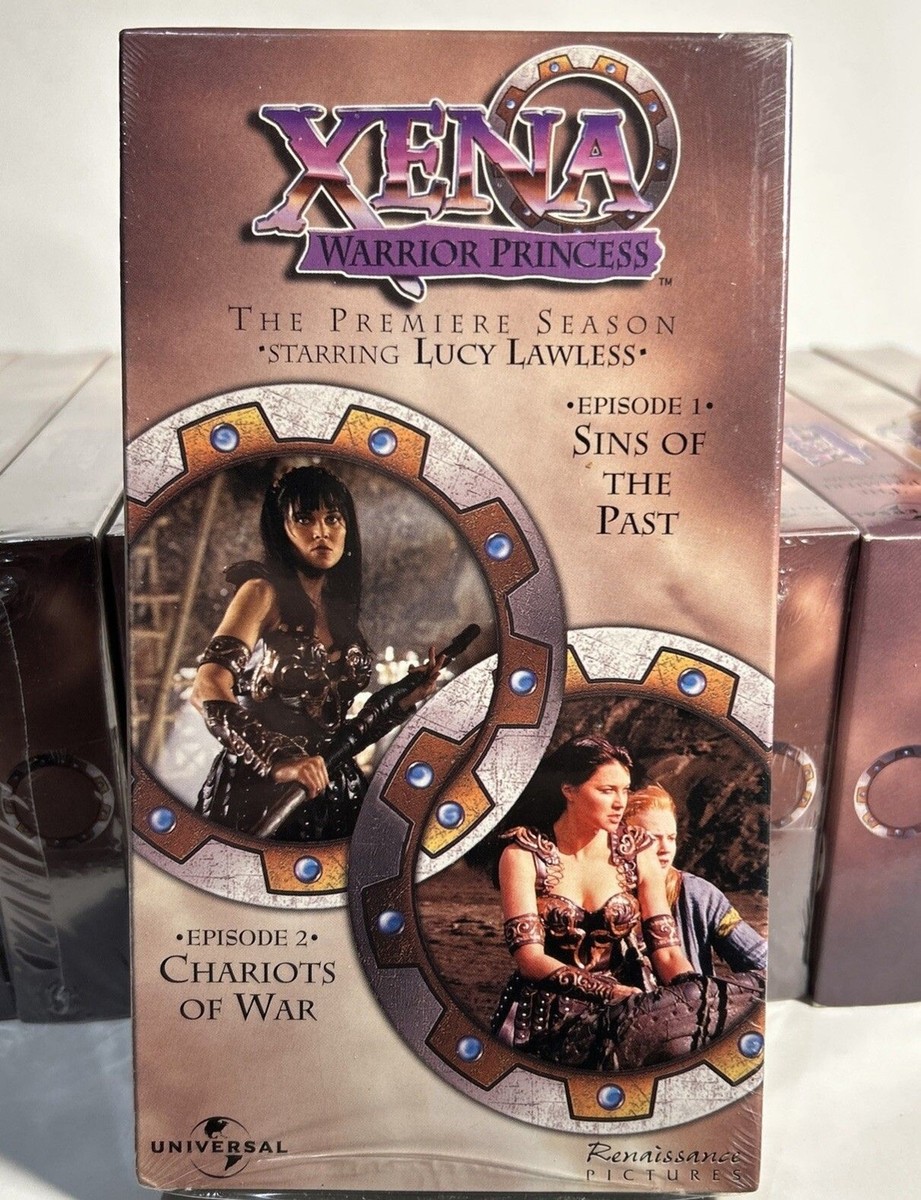 XENA
WARRIOR PRINCESS
™
THE PREMIERE SEASON
•STARRING LUCY LAWLESS•
•EPISODE 1•
SINS OF
THE
PAST
•EPISODE 2•
CHARIOTS
OF WAR
UNIVERSAL
Renaissance
PICTURES